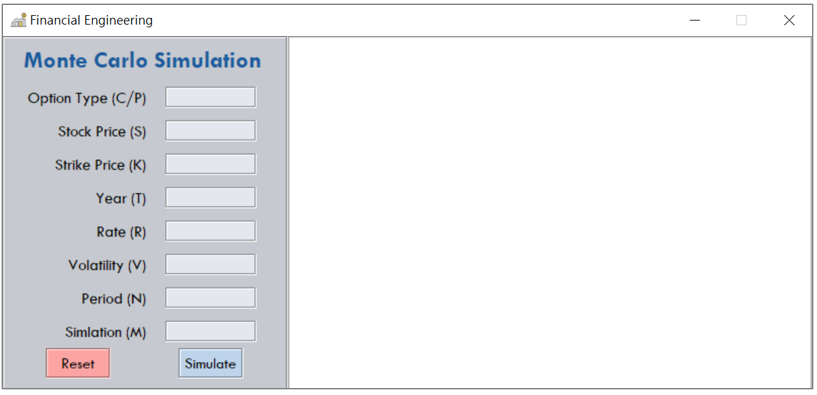 Financial Engineering
Monte Carlo Simulation
Option Type (C/P)
Stock Price (S)
Strike Price (K)
Year (T)
Rate (R)
Volatility (V)
Period (N)
Simlation (M)
Reset Simulate